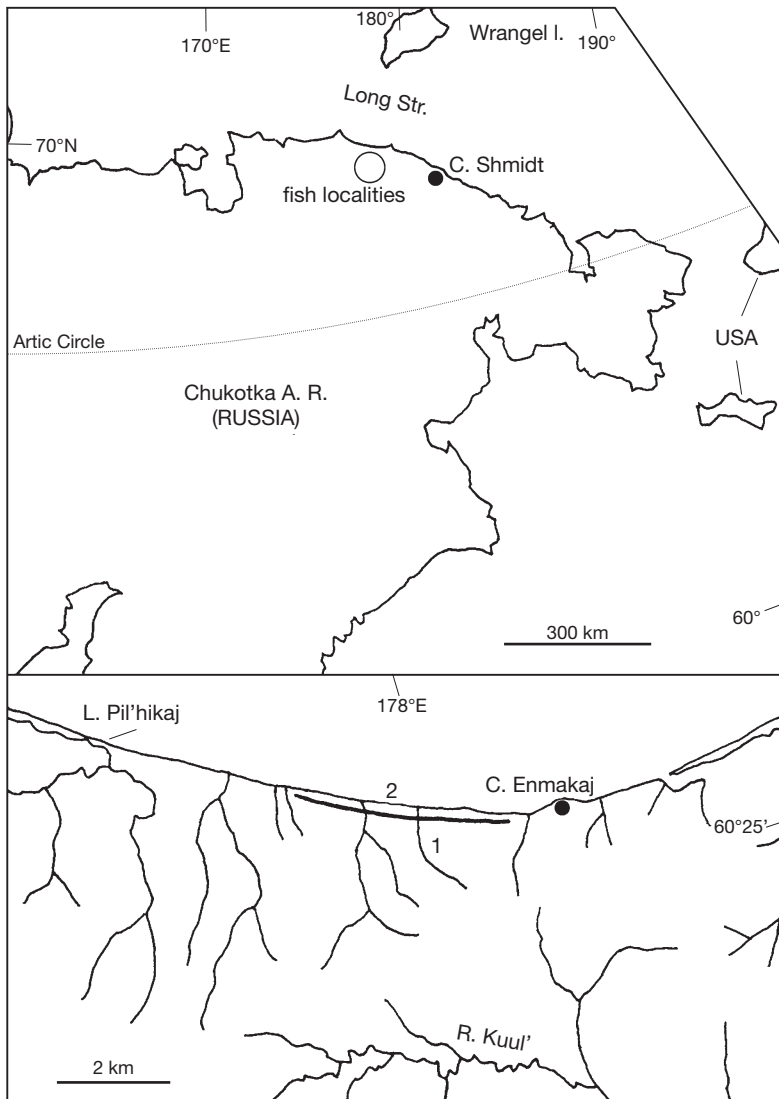 170°E
180°
190°
Wrangel I.
Long Str.
70°N
C. Shmidt
fish localities
Artic Circle
USA
Chukotka A. R.
(RUSSIA)
60°
300 km
178°E
L. Pil'hikaj
2
C. Enmakaj
60°25'
1
R. Kuul'
2 km